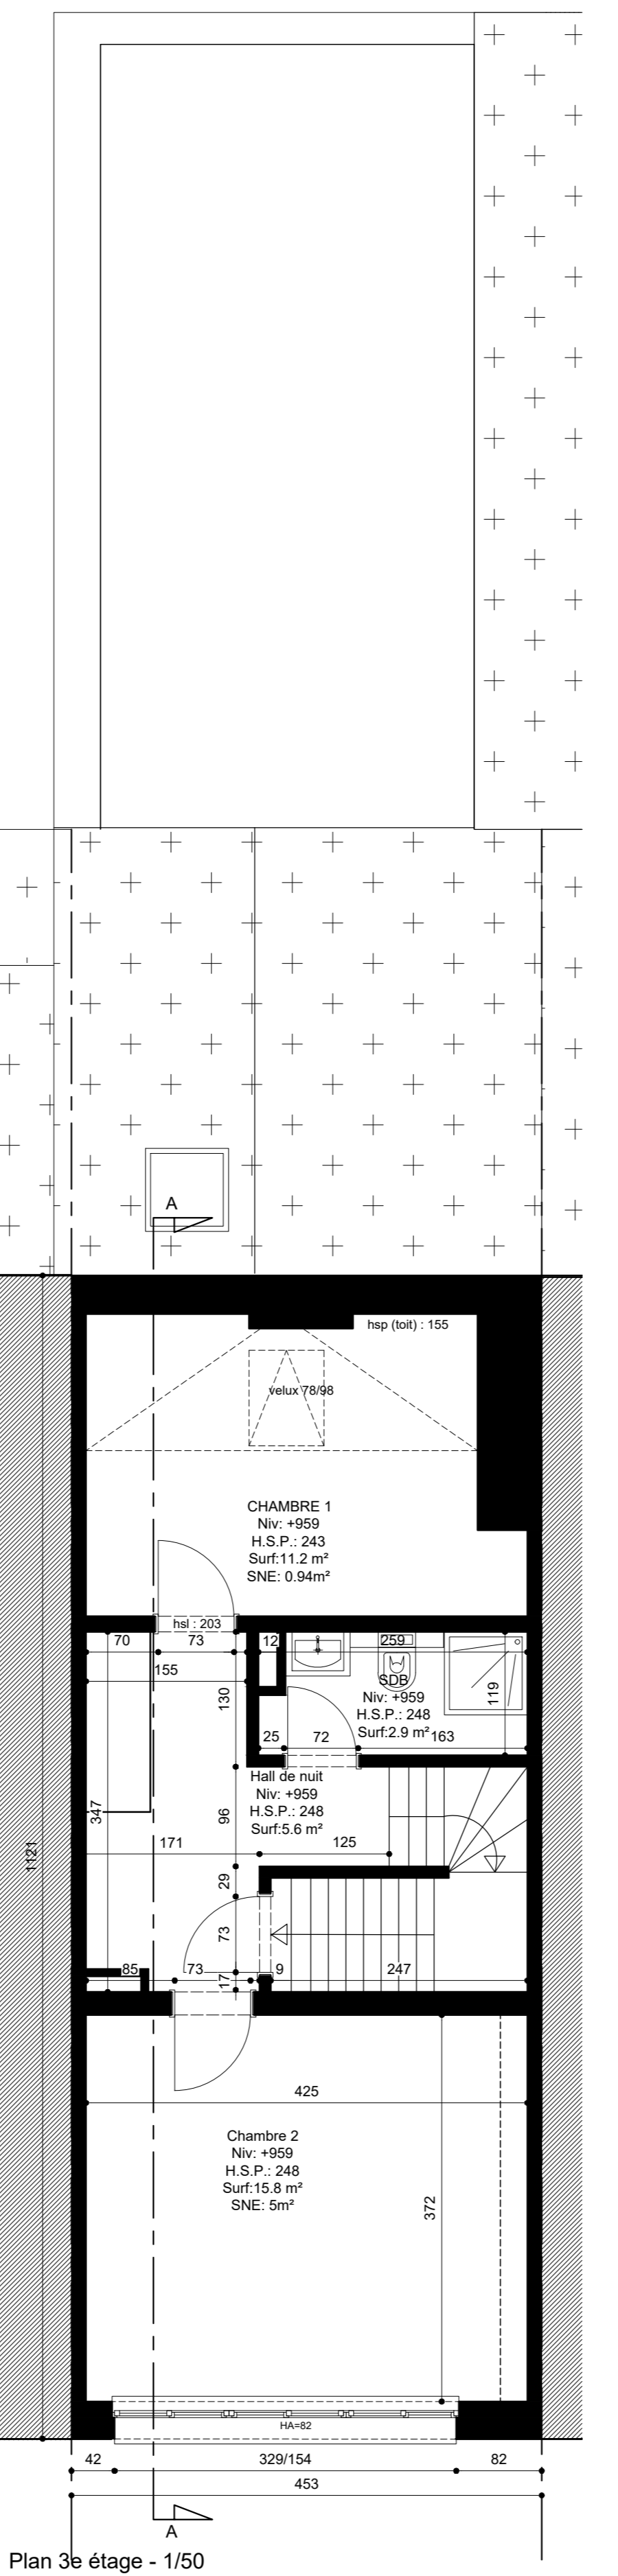 A
hsp (toit) : 155
velux 78/98
CHAMBRE 1
Niv: +959
H.S.P.: 243
Surf:11.2 m²
SNE: 0.94m²
hsl : 203
70
73
12
259
155
130
SDB
Niv: +959
H.S.P.: 248
Surf:2.9 m²
119
25
72
163
Hall de nuit
Niv: +959
H.S.P.: 248
Surf:5.6 m²
347
96
1121
171
125
29
73
85
73
17
9
247
425
Chambre 2
Niv: +959
H.S.P.: 248
Surf:15.8 m²
SNE: 5m²
372
HA=82
42
329/154
82
453
A
Plan 3e étage - 1/50